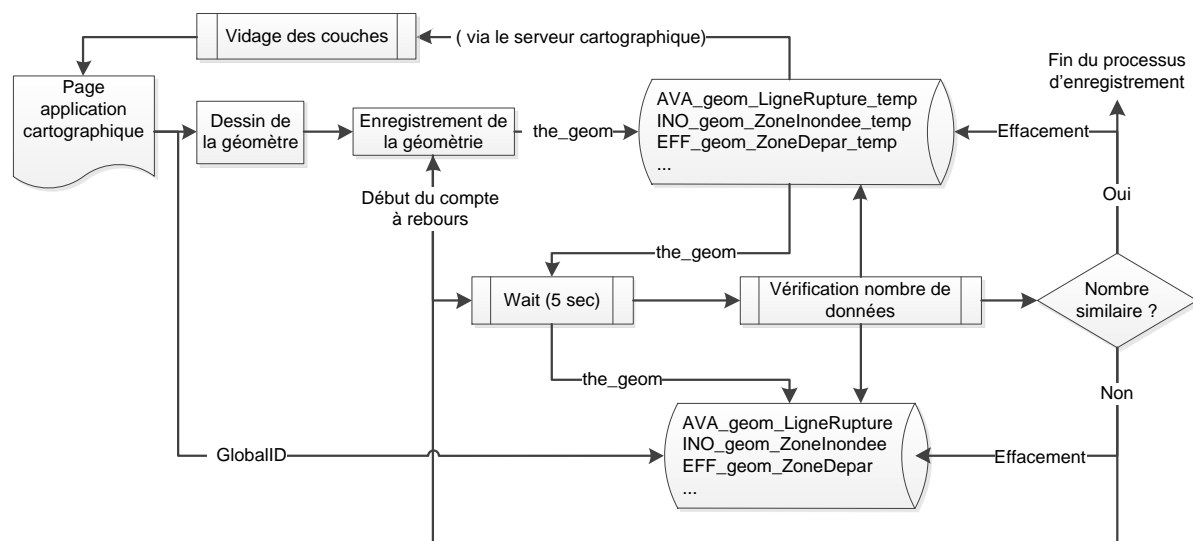 Vidage des couches
( via le serveur cartographique)
Fin du processus
d'enregistrement
Page
application
cartographique
Dessin de
la géomètre
Enregistrement de
la géomètrie
the_geom
AVA_geom_LigneRupture_temp
INO_geom_ZoneInondee_temp
EFF_geom_ZoneDepar_temp
...
Effacement
Début du compte
à rebours
Oui
the_geom
Wait (5 sec)
Vérification nombre de
données
Nombre
similaire ?
the_geom
Non
AVA_geom_LigneRupture
INO_geom_ZoneInondee
EFF_geom_ZoneDepar
...
GlobalID
Effacement